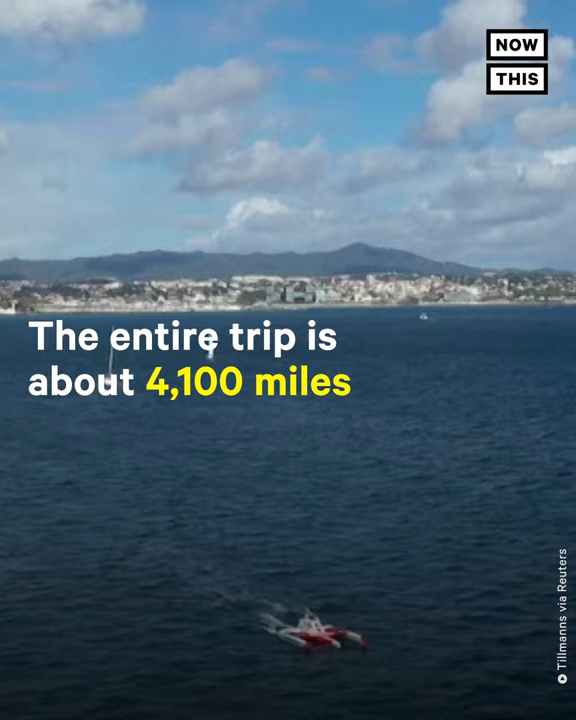 NOW
THIS
The entire trip is
about 4,100 miles
Tillmanns via Reuters